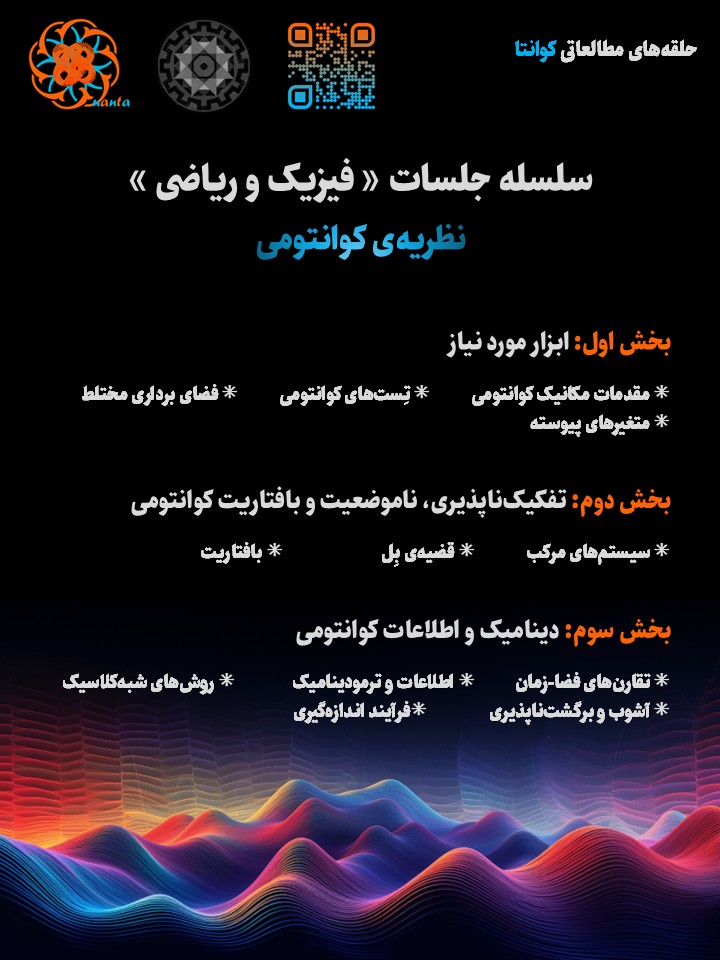 حلقه‌های مطالعاتی کوانتا
uanta
سلسله جلسات « فیزیک و ریاضی »
نظریه‌ی کوانتومی
بخش اول: ابزار مورد نیاز
✳ مقدمات مکانیک کوانتومی ✳ تِست‌های کوانتومی ✳ فضای برداری مختلط
✳ متغیرهای پیوسته
بخش دوم: تفکیک‌ناپذیری، ناموضعیت و بافتاریت کوانتومی
✳ سیستم‌های مرکب ✳ قضیه‌ی بِل ✳ بافتاریت
بخش سوم: دینامیک و اطلاعات کوانتومی
✳ تقارن‌های فضا-زمان ✳ اطلاعات و ترمودینامیک ✳ روش‌های شبه‌کلاسیک
✳ آشوب و برگشت‌ناپذیری ✳فرآیند اندازه‌گیری